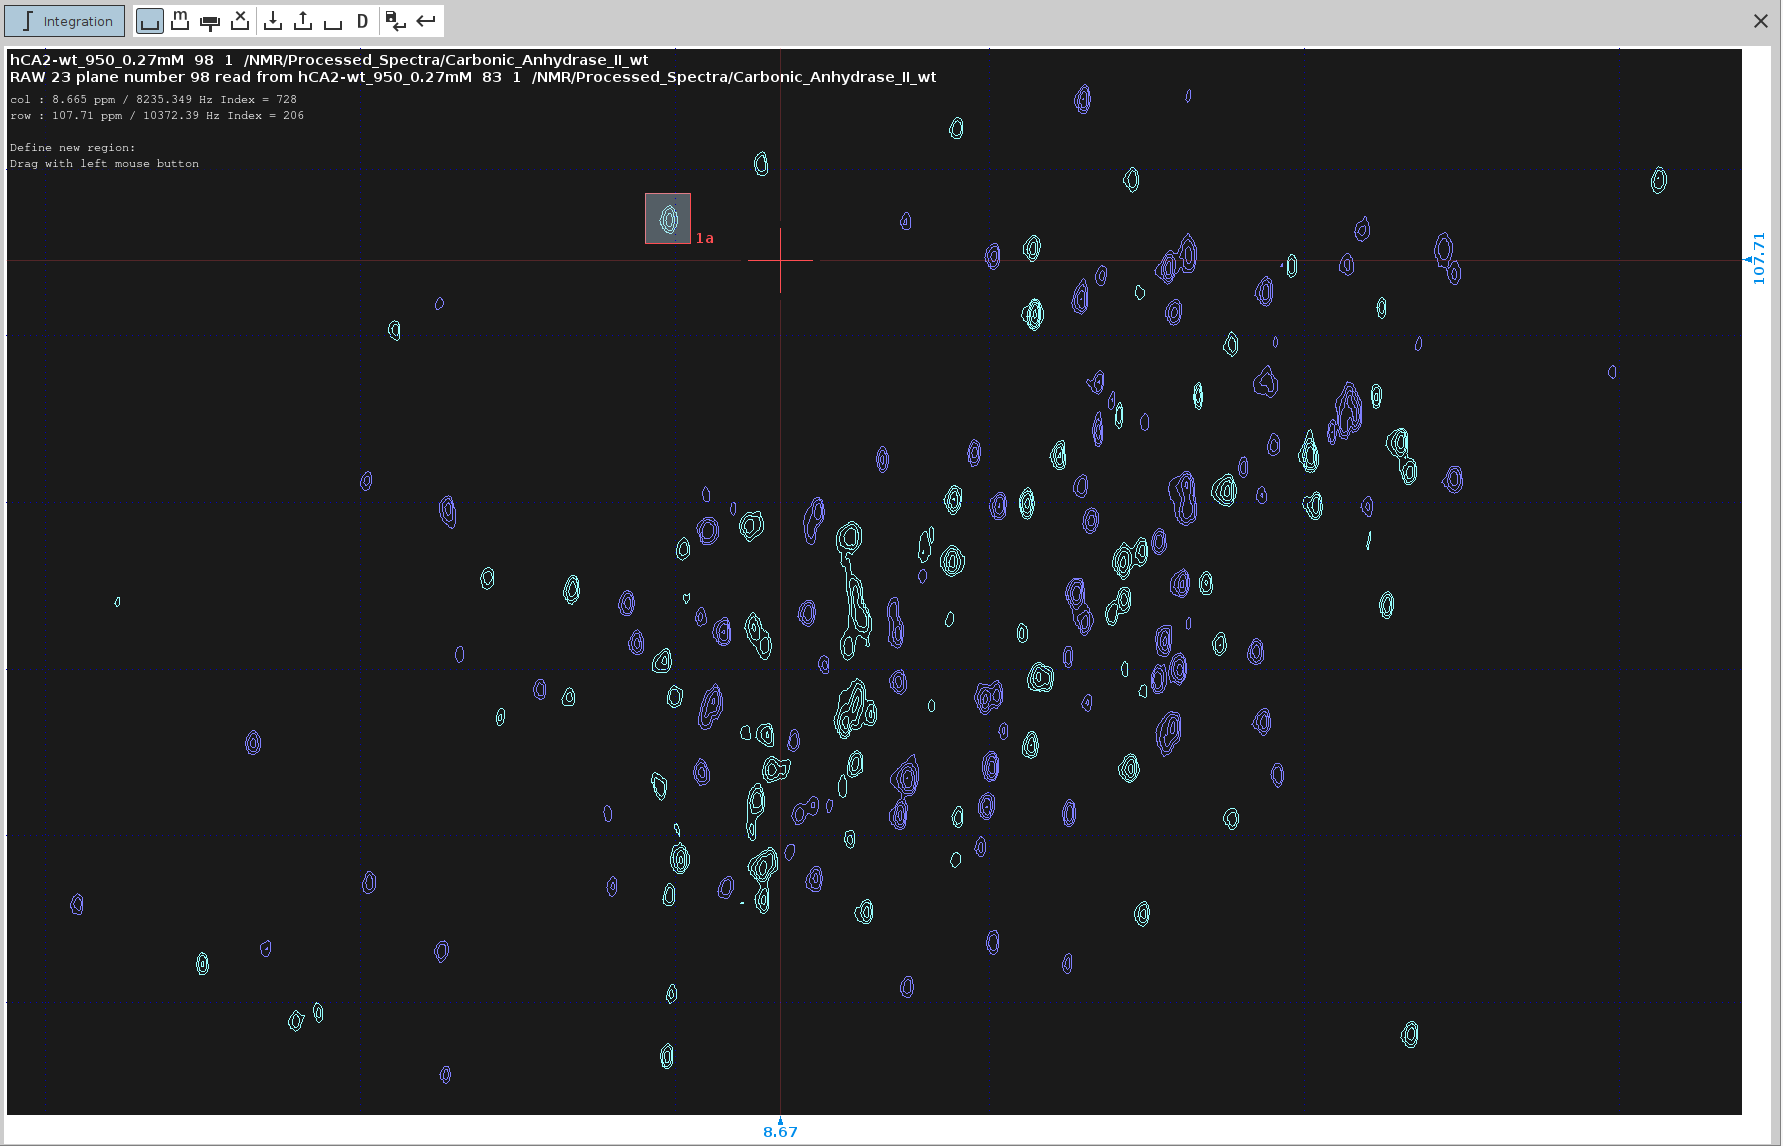 Integration
m
D
hCA2-wt_950_0.27mM 98 1 /NMR/Processed_Spectra/Carbonic_Anhydrase_II_wt
RAW 23 plane number 98 read from hCA2-wt_950_0.27mM 83 1 /NMR/Processed_Spectra/Carbonic_Anhydrase_II_wt
col : 8.665 ppm / 8235.349 Hz Index = 728
row : 107.71 ppm / 10372.39 Hz Index = 206
Define new region:
Drag with left mouse button
1a
107.71
8.67